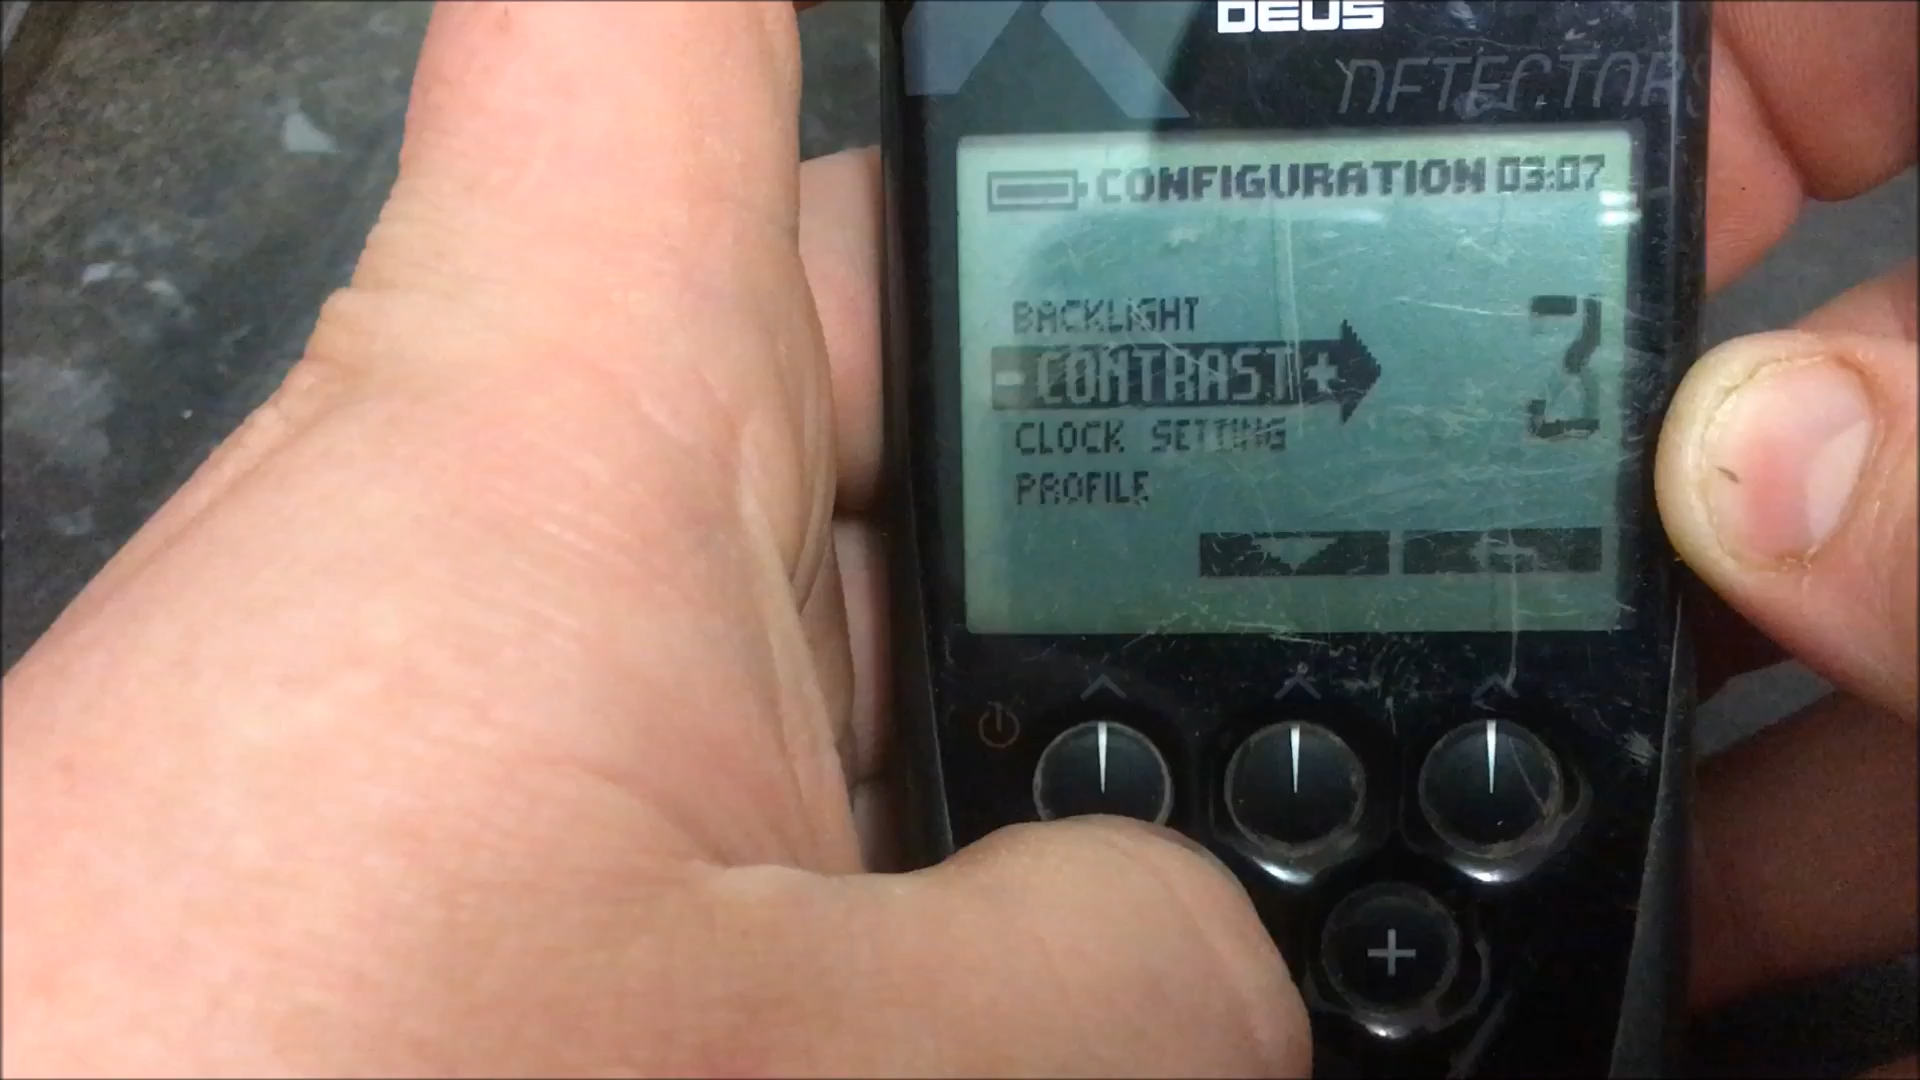 DEUS
DETECTORS
CONFIGURATION 03:07
BACKLIGHT
- CONTRAST +
3
CLOCK SETTING
PROFILE
+